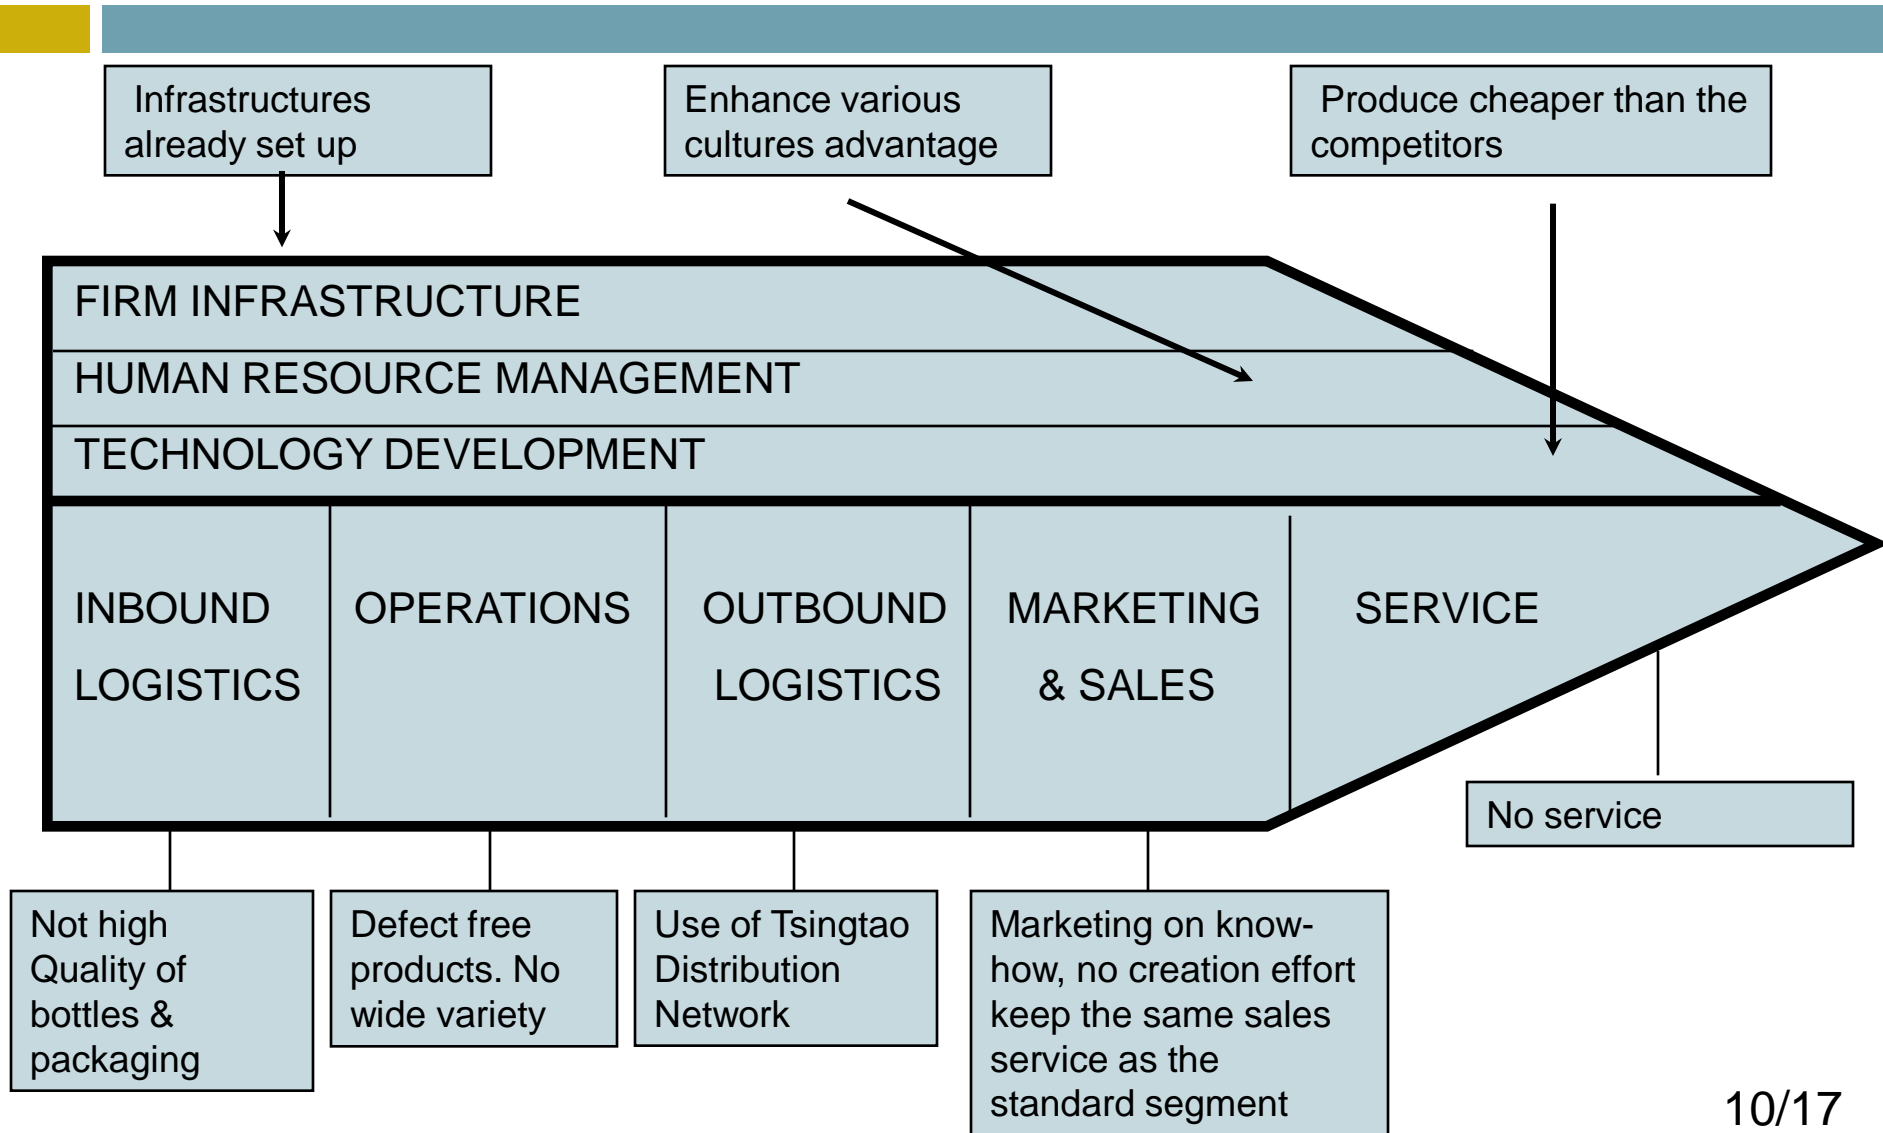 Infrastructures
already set up
Enhance various
cultures advantage
Produce cheaper than the
competitors
FIRM INFRASTRUCTURE
HUMAN RESOURCE MANAGEMENT
TECHNOLOGY DEVELOPMENT
INBOUND
LOGISTICS
OPERATIONS
OUTBOUND
LOGISTICS
MARKETING
& SALES
SERVICE
No service
Not high
Quality of
bottles &
packaging
Defect free
products. No
wide variety
Use of Tsingtao
Distribution
Network
Marketing on know-
how, no creation effort
keep the same sales
service as the
standard segment
10/17